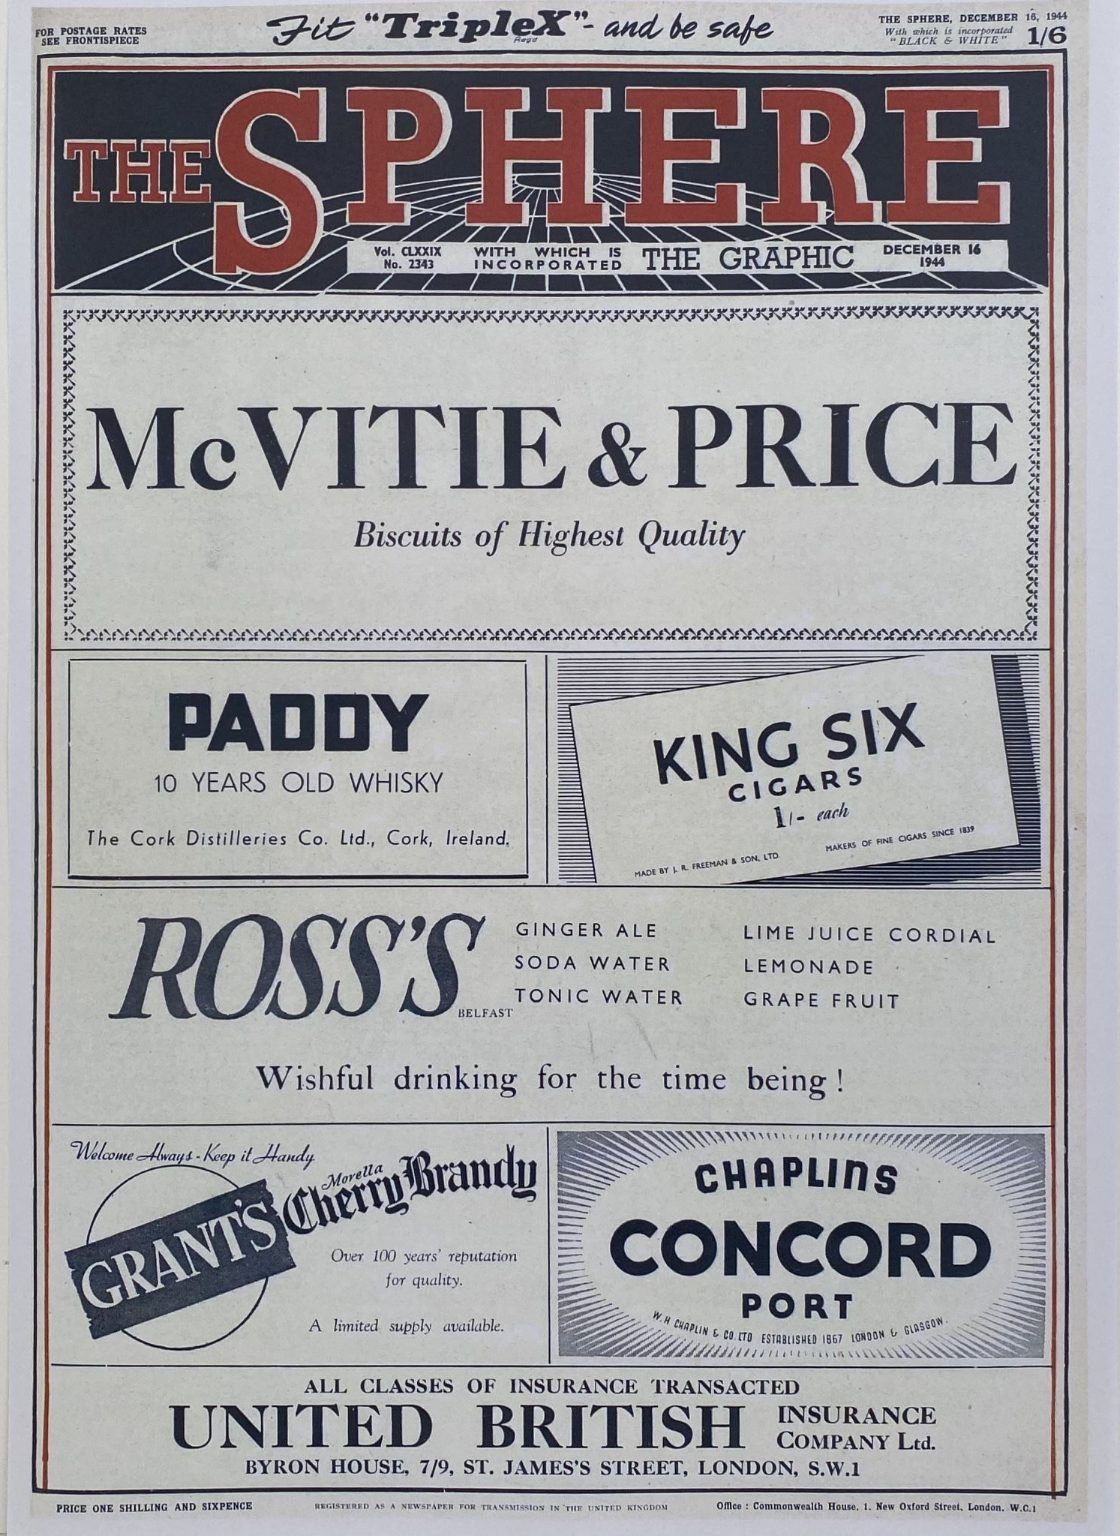 FOR POSTAGE RATES
SEE FRONTISPIECE
Fit "TripleX" - and be safe
Regd
THE SPHERE, DECEMBER 16, 1944
With which is incorporated
"BLACK & WHITE"
1/6
THE SPHERE
Vol. CLXXIX
No. 2343
WITH WHICH IS
INCORPORATED
THE GRAPHIC
DECEMBER 16
1944
McVITIE & PRICE
Biscuits of Highest Quality
PADDY
10 YEARS OLD WHISKY
The Cork Distilleries Co. Ltd., Cork, Ireland.
KING SIX
CIGARS
1/- each
MADE BY J. R. FREEMAN & SON, LTD
MAKERS OF FINE CIGARS SINCE 1839
ROSS'S
BELFAST
GINGER ALE
SODA WATER
TONIC WATER
LIME JUICE CORDIAL
LEMONADE
GRAPE FRUIT
Wishful drinking for the time being!
Welcome Always - Keep it Handy
GRANT'S
Morella
Cherry Brandy
Over 100 years' reputation
for quality.
A limited supply available.
CHAPLINS
CONCORD
PORT
W. H CHAPLIN & CO. LTD ESTABLISHED 1867 LONDON & GLASGOW.
ALL CLASSES OF INSURANCE TRANSACTED
UNITED BRITISH INSURANCE
COMPANY Ltd.
BYRON HOUSE, 7/9, ST. JAMES'S STREET, LONDON, S.W.1
PRICE ONE SHILLING AND SIXPENCE
REGISTERED AS A NEWSPAPER FOR TRANSMISSION IN THE UNITED KINGDOM
Office : Commonwealth House, 1, New Oxford Street, London, W.C.1